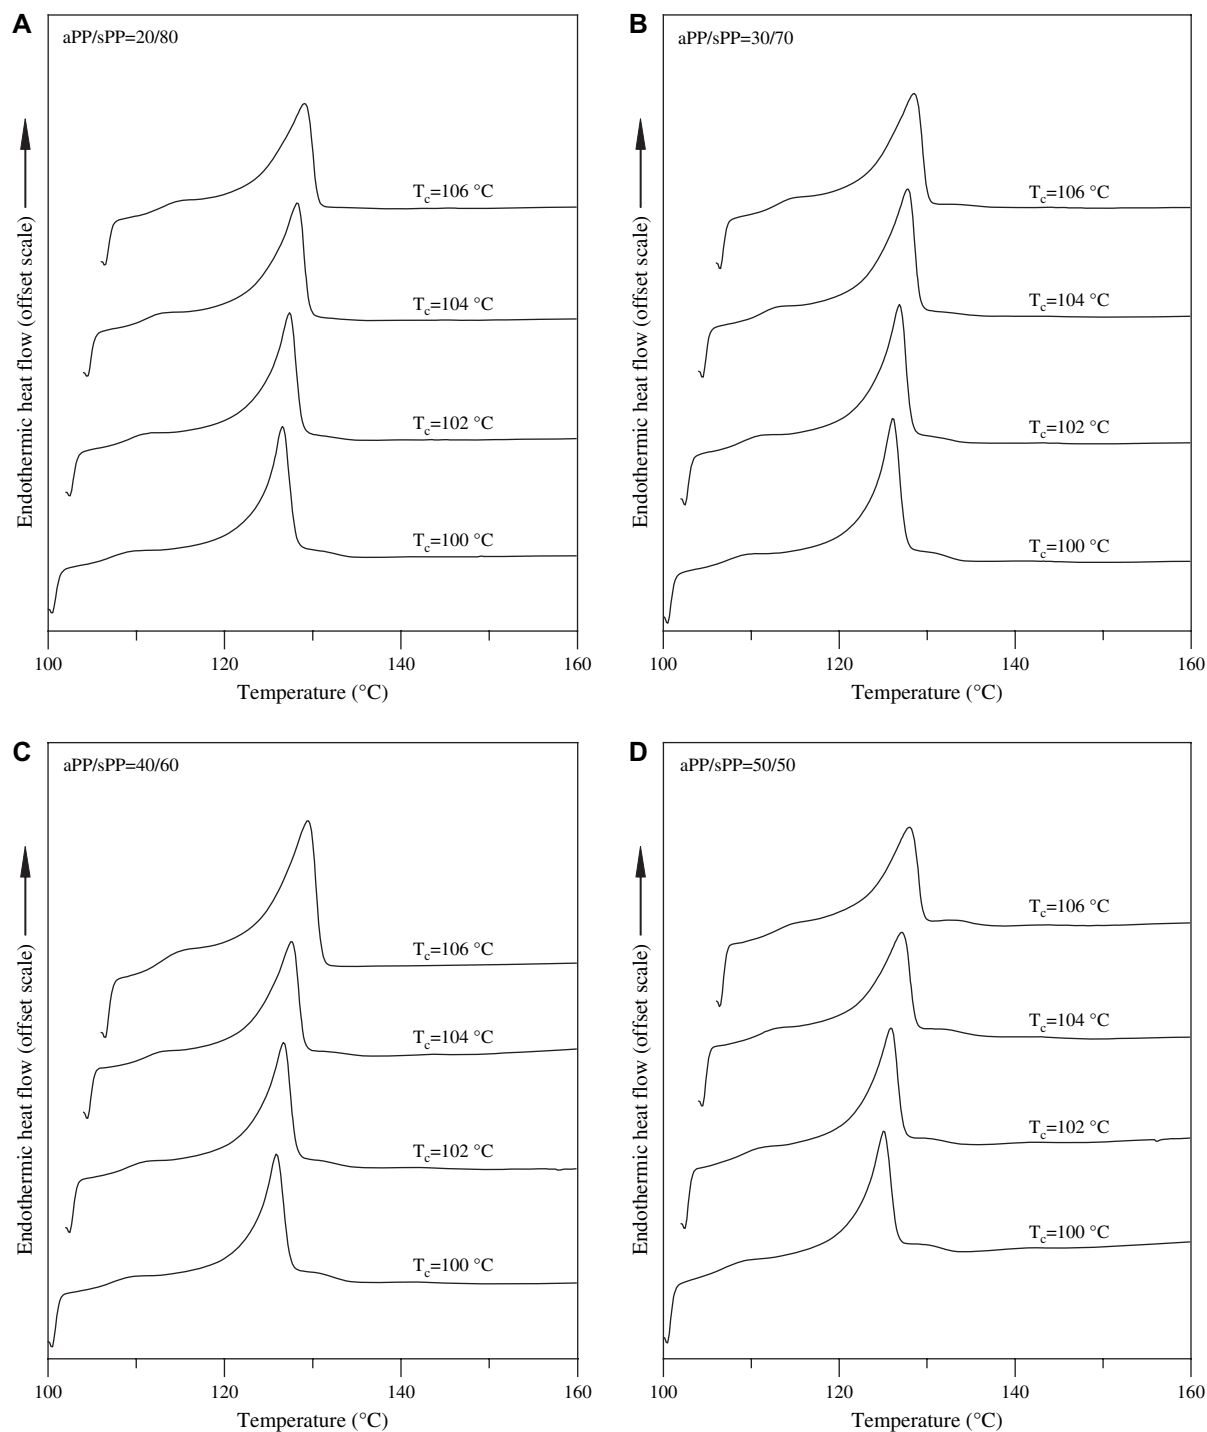 A
aPP/sPP=20/80
Endothermic heat flow (offset scale)
Tc=106 °C
Tc=104 °C
Tc=102 °C
Tc=100 °C
100 120 140 160
Temperature (°C)
B
aPP/sPP=30/70
Endothermic heat flow (offset scale)
Tc=106 °C
Tc=104 °C
Tc=102 °C
Tc=100 °C
100 120 140 160
Temperature (°C)
C
aPP/sPP=40/60
Endothermic heat flow (offset scale)
Tc=106 °C
Tc=104 °C
Tc=102 °C
Tc=100 °C
100 120 140 160
Temperature (°C)
D
aPP/sPP=50/50
Endothermic heat flow (offset scale)
Tc=106 °C
Tc=104 °C
Tc=102 °C
Tc=100 °C
100 120 140 160
Temperature (°C)